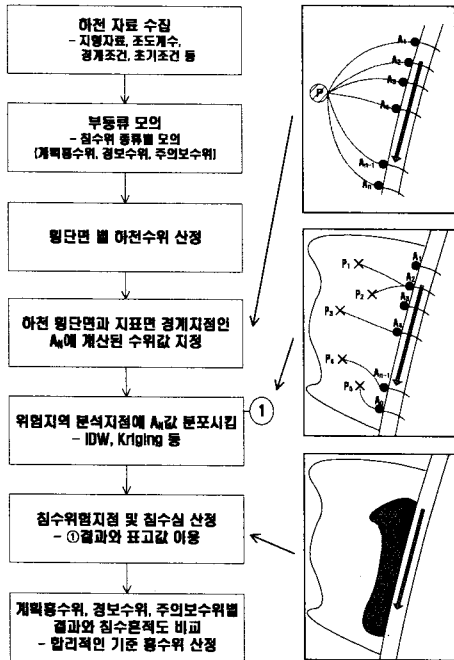 하천 자료 수집
- 지형자료, 조도계수,
경계조건, 초기조건 등
부등류 모의
- 침수위 종류별 모의
(계획홍수위, 경보수위, 주의보수위)
횡단면 별 하천수위 산정
하천 횡단면과 지표면 경계지점인
A_N에 계산된 수위값 지정
위험지역 분석지점에 A_N값 분포시킴
- IDW, Kriging 등
1
침수위험지점 및 침수심 산정
- ①결과와 표고값 이용
계획홍수위, 경보수위, 주의보수위별
결과와 침수흔적도 비교
- 합리적인 기준 홍수위 산정
A₁
A₂
A₃
P
A₄
Aₙ₋₁
Aₙ
A₁
P₁
A₂
P₂
A₃
P₃
A₄
P₄
Aₙ₋₁
P₅
Aₙ